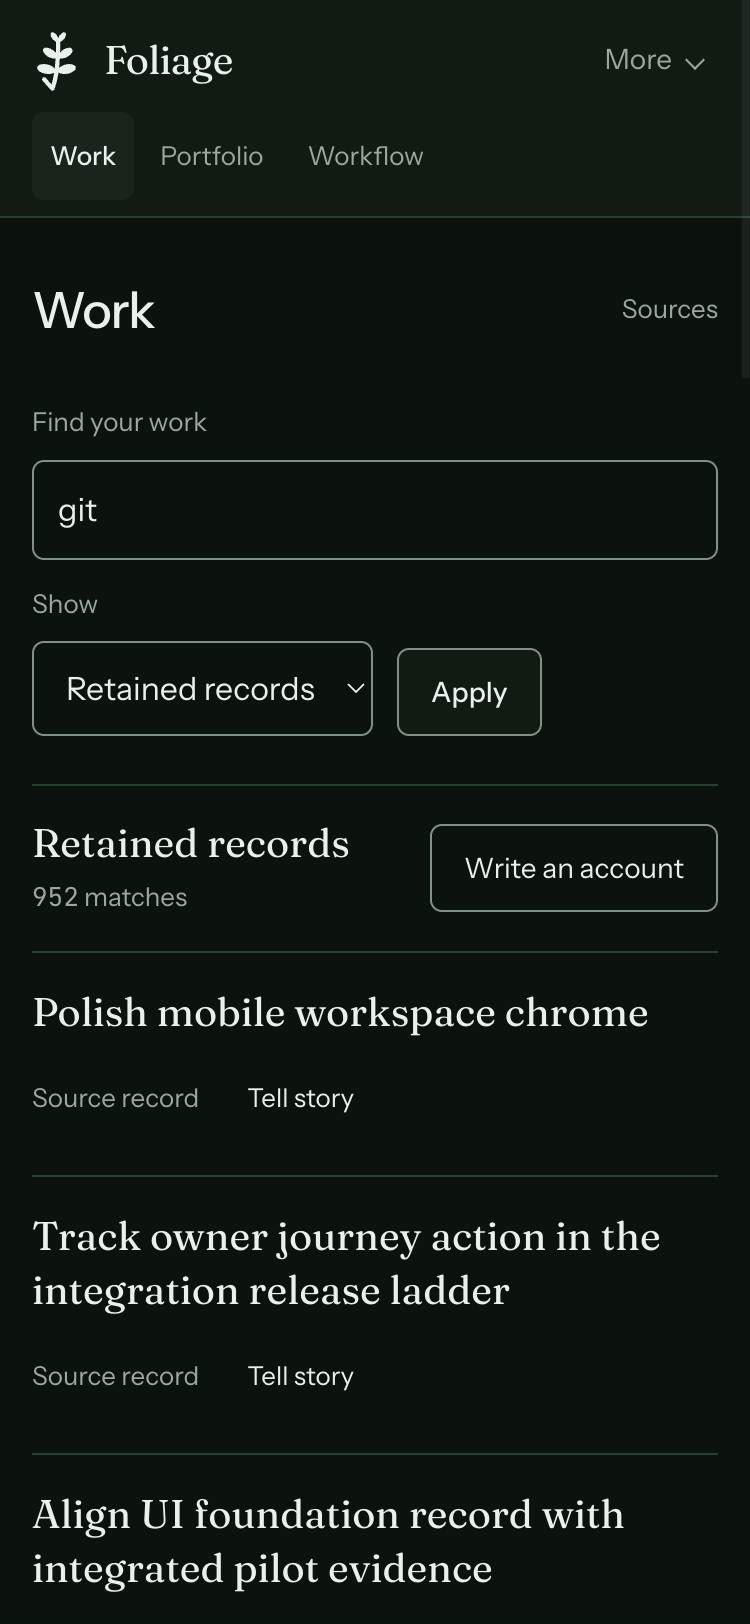 Foliage
More
Work
Portfolio
Workflow
Work
Sources
Find your work
git
Show
Retained records
Apply
Retained records
952 matches
Write an account
Polish mobile workspace chrome
Source record
Tell story
Track owner journey action in the
integration release ladder
Source record
Tell story
Align UI foundation record with
integrated pilot evidence